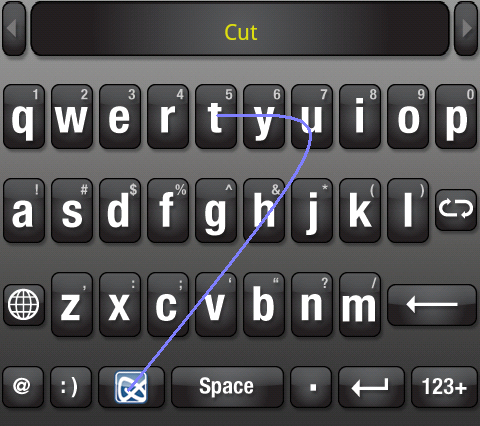 Cut
1 2 3 4 5 6 7 8 9 0
q w e r t y u i o p
! # $ % ^ & * ( )
a s d f g h j k l
, : ; ‘ “ ? /
z x c v b n m
@ :) Space . 123+